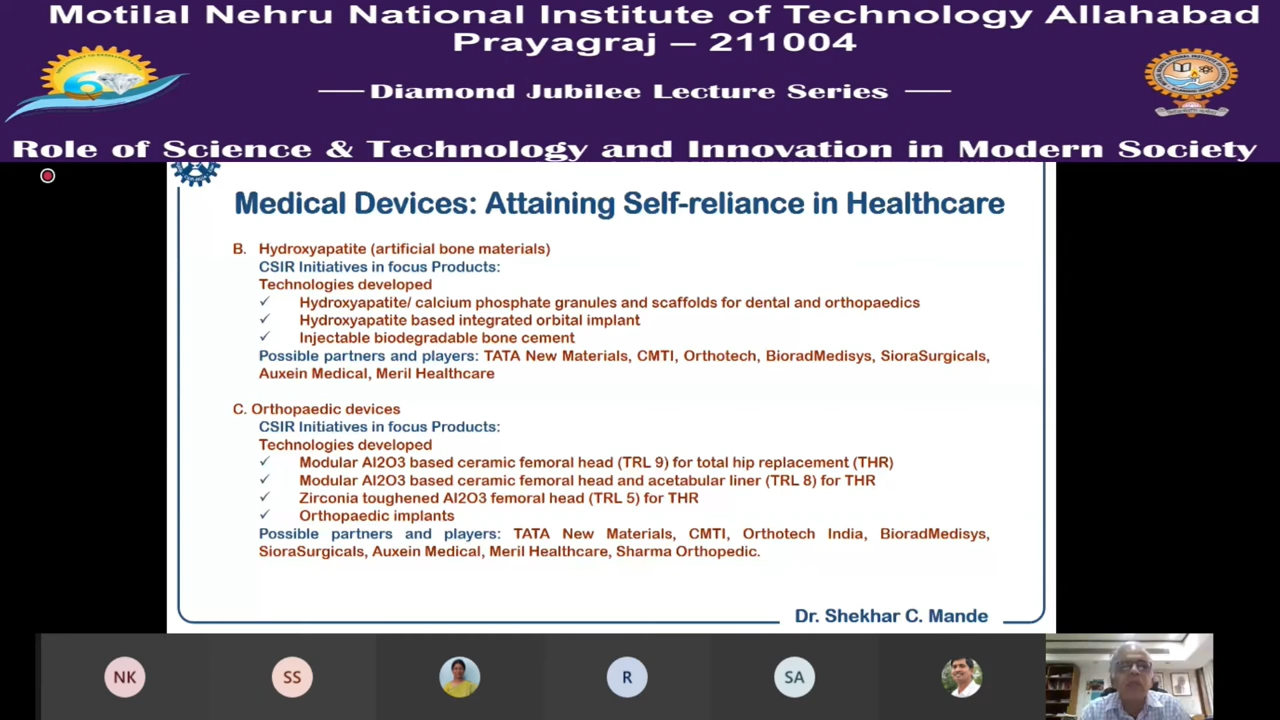 Motilal Nehru National Institute of Technology Allahabad
Prayagraj – 211004
Diamond Jubilee Lecture Series
Role of Science & Technology and Innovation in Modern Society
Medical Devices: Attaining Self-reliance in Healthcare
B. Hydroxyapatite (artificial bone materials)
CSIR Initiatives in focus Products:
Technologies developed
✓ Hydroxyapatite/ calcium phosphate granules and scaffolds for dental and orthopaedics
✓ Hydroxyapatite based integrated orbital implant
✓ Injectable biodegradable bone cement
Possible partners and players: TATA New Materials, CMTI, Orthotech, BioradMedisys, SioraSurgicals,
Auxein Medical, Meril Healthcare
C. Orthopaedic devices
CSIR Initiatives in focus Products:
Technologies developed
✓ Modular Al2O3 based ceramic femoral head (TRL 9) for total hip replacement (THR)
✓ Modular Al2O3 based ceramic femoral head and acetabular liner (TRL 8) for THR
✓ Zirconia toughened Al2O3 femoral head (TRL 5) for THR
✓ Orthopaedic implants
Possible partners and players: TATA New Materials, CMTI, Orthotech India, BioradMedisys,
SioraSurgicals, Auxein Medical, Meril Healthcare, Sharma Orthopedic.
Dr. Shekhar C. Mande
NK SS R SA